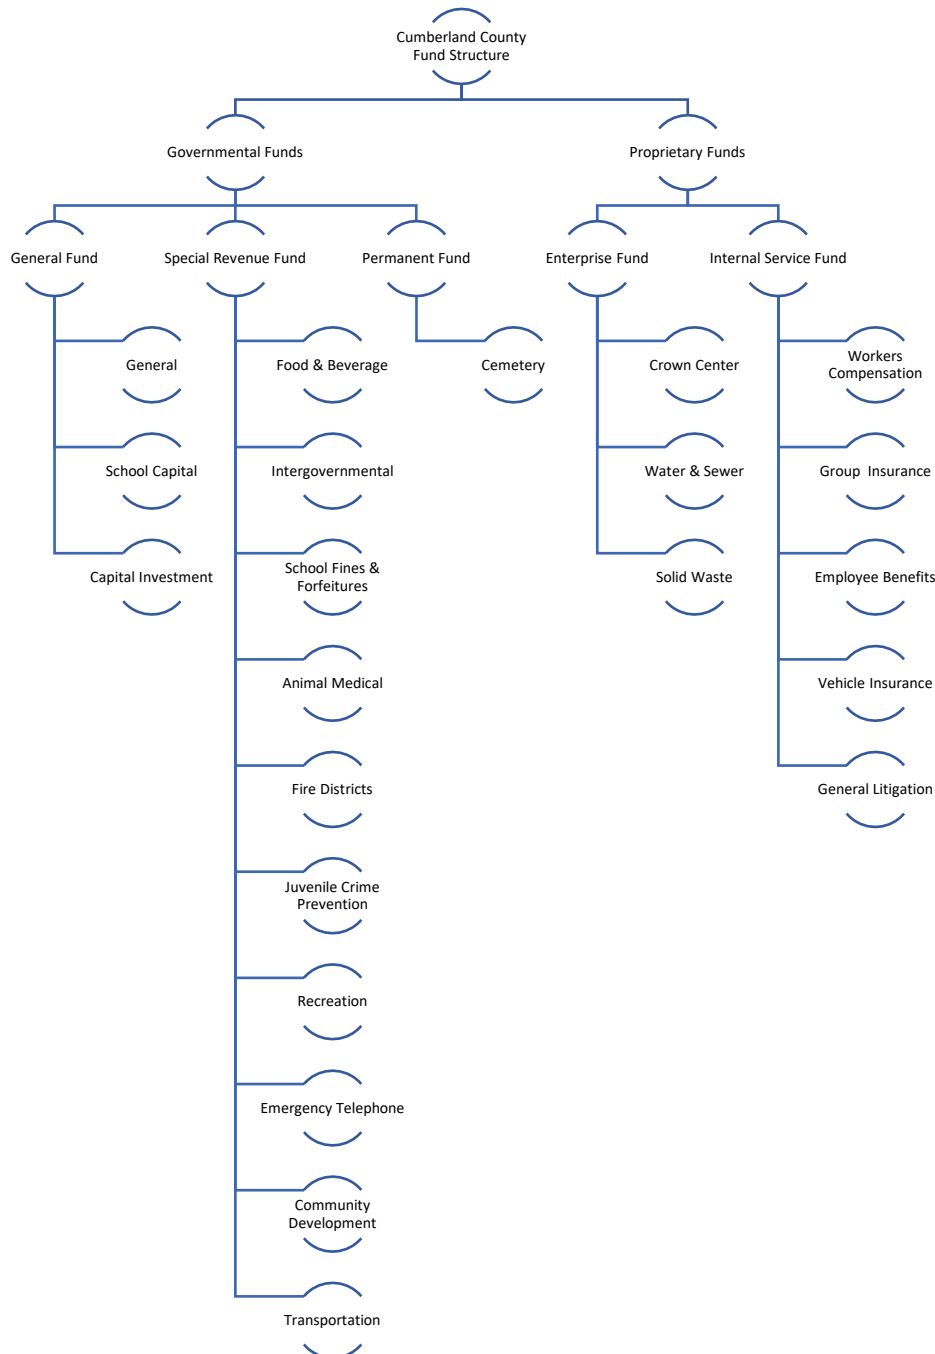 Cumberland County
Fund Structure
Governmental Funds
Proprietary Funds
General Fund
Special Revenue Fund
Permanent Fund
Enterprise Fund
Internal Service Fund
General
School Capital
Capital Investment
Food & Beverage
Intergovernmental
School Fines &
Forfeitures
Animal Medical
Fire Districts
Juvenile Crime
Prevention
Recreation
Emergency Telephone
Community
Development
Transportation
Cemetery
Crown Center
Water & Sewer
Solid Waste
Workers
Compensation
Group  Insurance
Employee Benefits
Vehicle Insurance
General Litigation